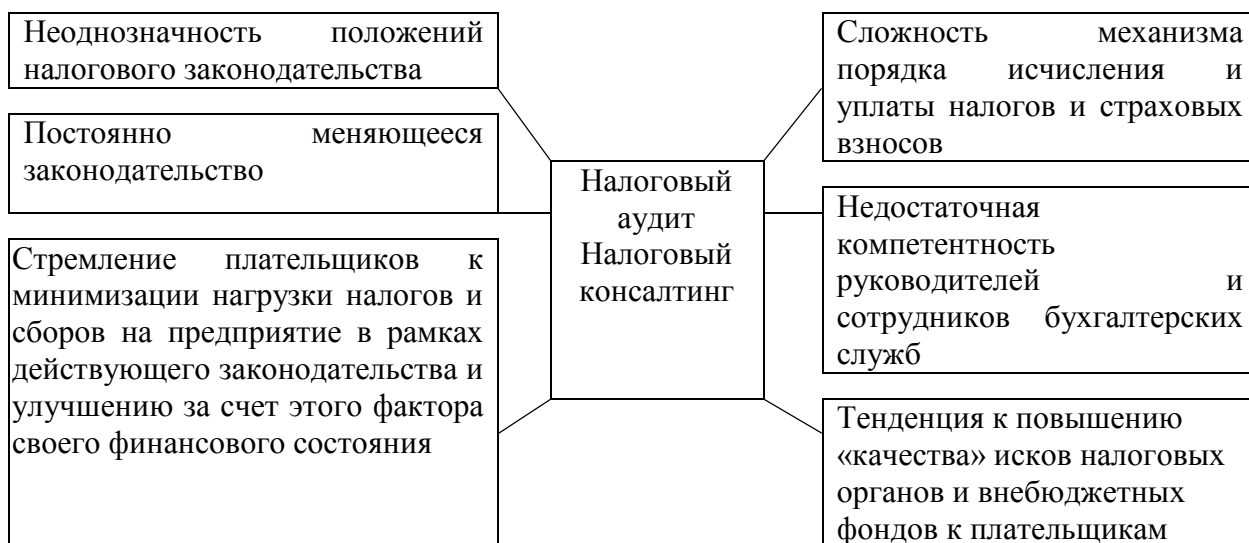 Неоднозначность положений
налогового законодательства
Постоянно меняющееся
законодательство
Стремление плательщиков к
минимизации нагрузки налогов и
сборов на предприятие в рамках
действующего законодательства и
улучшению за счет этого фактора
своего финансового состояния
Налоговый
аудит
Налоговый
консалтинг
Сложность механизма
порядка исчисления и
уплаты налогов и страховых
взносов
Недостаточная
компетентность
руководителей и
сотрудников бухгалтерских
служб
Тенденция к повышению
«качества» исков налоговых
органов и внебюджетных
фондов к плательщикам